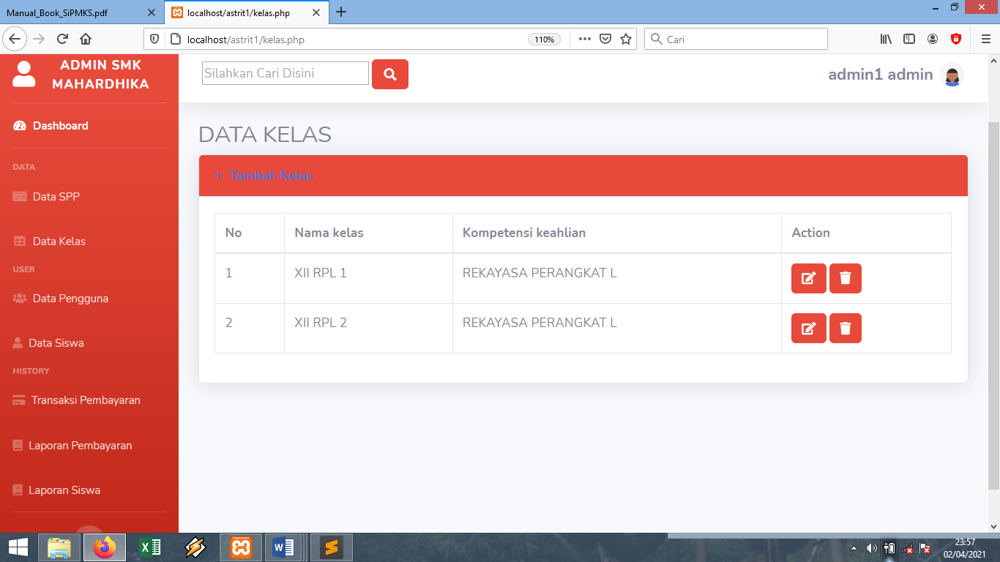 Manual_Book_SiPMKS.pdf
localhost/astrit1/kelas.php
localhost/astrit1/kelas.php
110%
Cari
ADMIN SMK
MAHARDHIKA
Silahkan Cari Disini
admin1 admin
Dashboard
DATA
Data SPP
Data Kelas
USER
Data Pengguna
Data Siswa
HISTORY
Transaksi Pembayaran
Laporan Pembayaran
Laporan Siswa
DATA KELAS
+ Tambah Kelas
No Nama kelas Kompetensi keahlian Action
1 XII RPL 1 REKAYASA PERANGKAT L
2 XII RPL 2 REKAYASA PERANGKAT L
23:57
02/04/2021